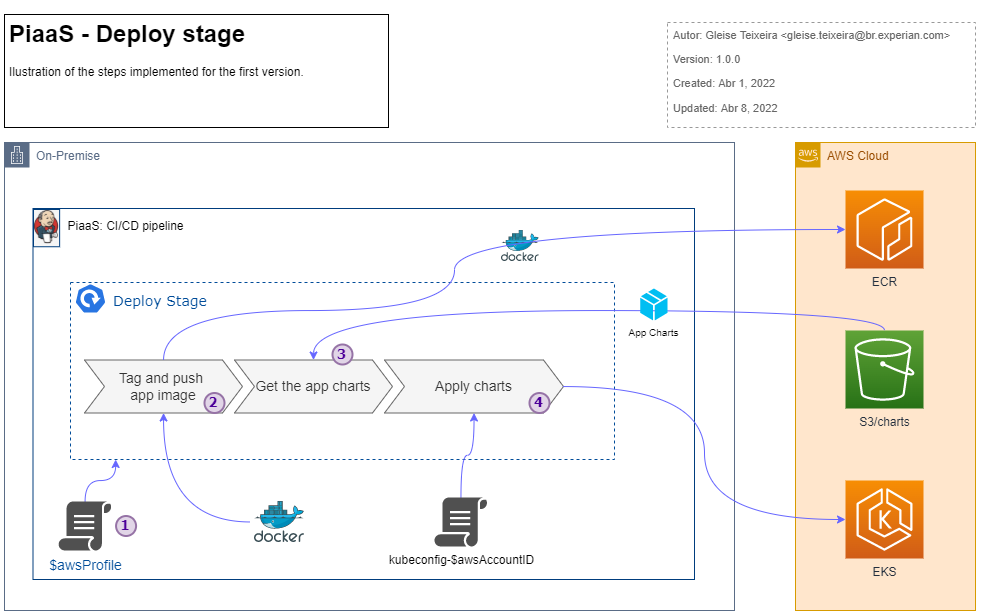 PiaaS - Deploy stage
Ilustration of the steps implemented for the first version.
Autor: Gleise Teixeira <gleise.teixeira@br.experian.com>
Version: 1.0.0
Created: Abr 1, 2022
Updated: Abr 8, 2022
On-Premise
aws
AWS Cloud
PiaaS: CI/CD pipeline
docker
ECR
Deploy Stage
App Charts
3
Tag and push
app image
2
Get the app charts
Apply charts
4
S3/charts
1
$awsProfile
docker
kubeconfig-$awsAccountID
K
EKS